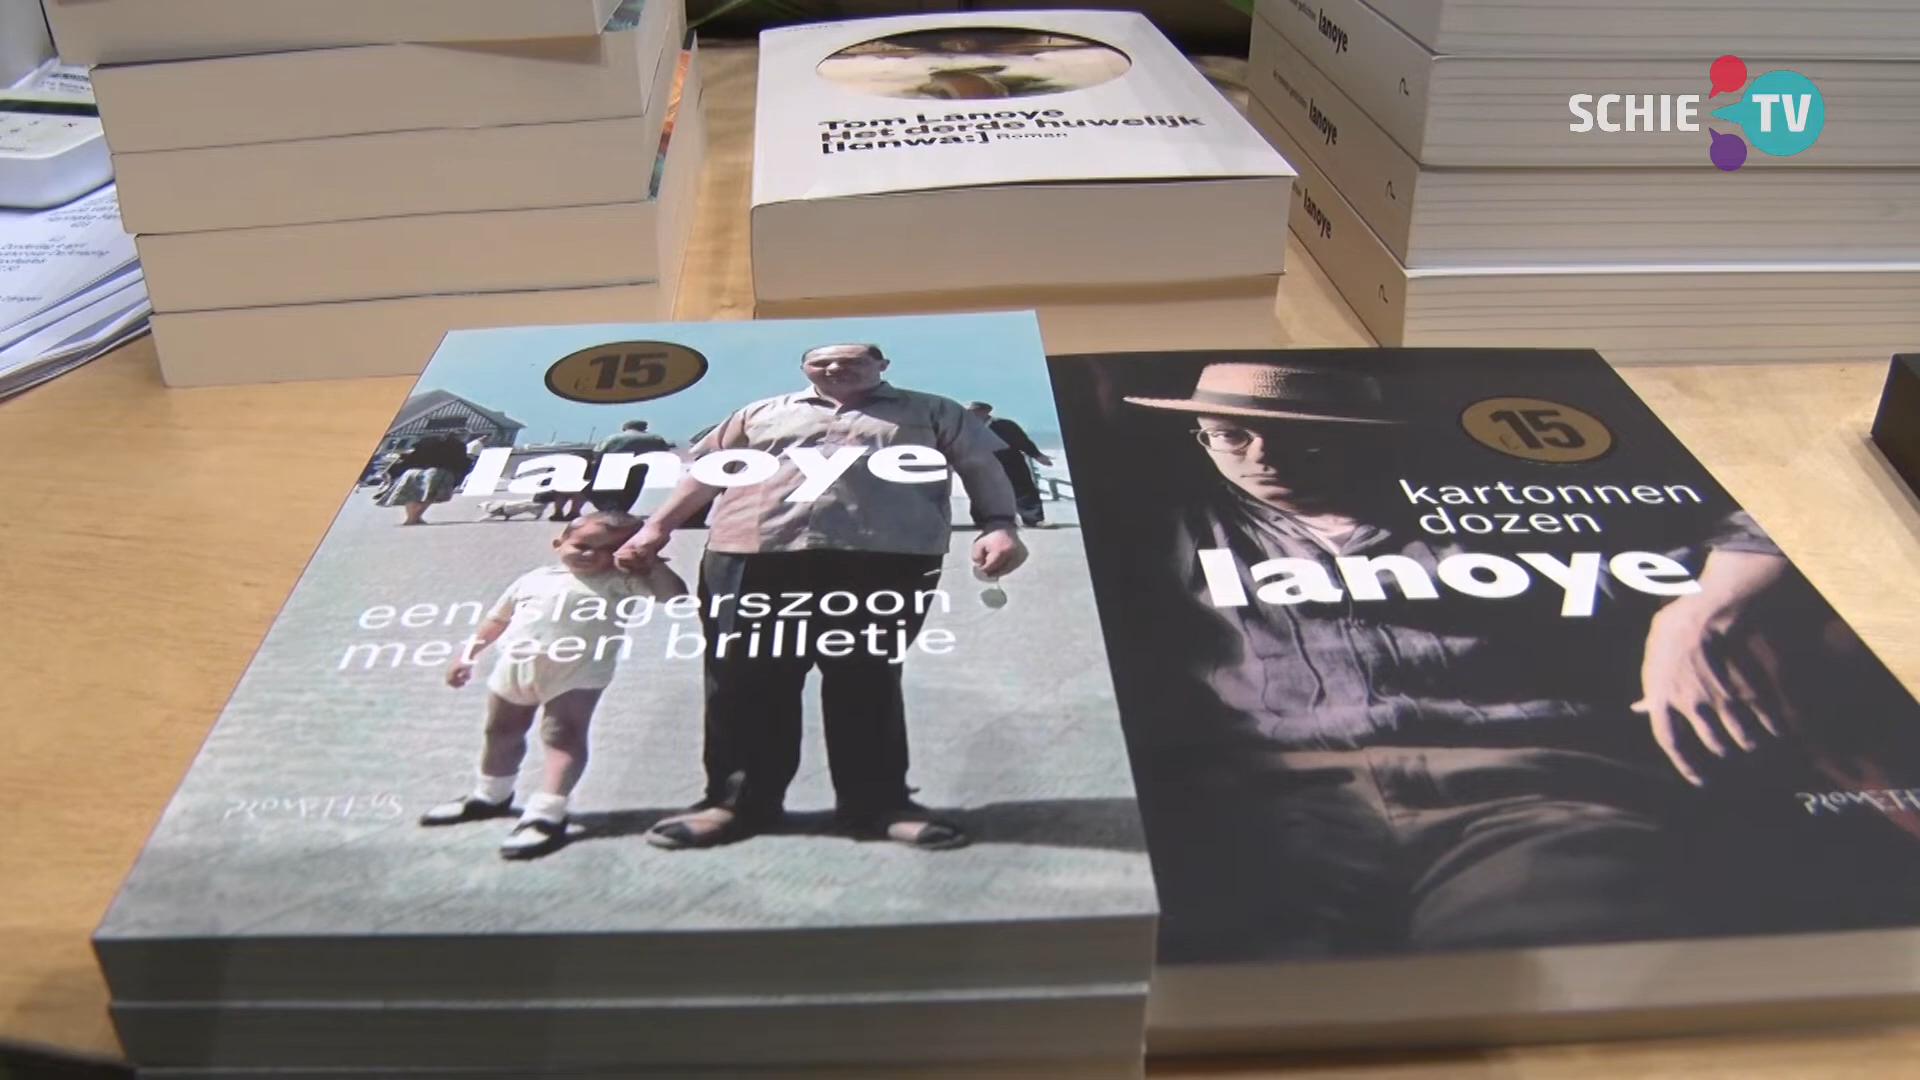 SCHIE TV
lanoye
lanoye
lanoye
Tom Lanoye
Het derde huwelijk
[lanwa:] Roman
€ 15
lanoye
een slagerszoon
met een brilletje
PROMETHEUS
€ 15
kartonnen
dozen
lanoye